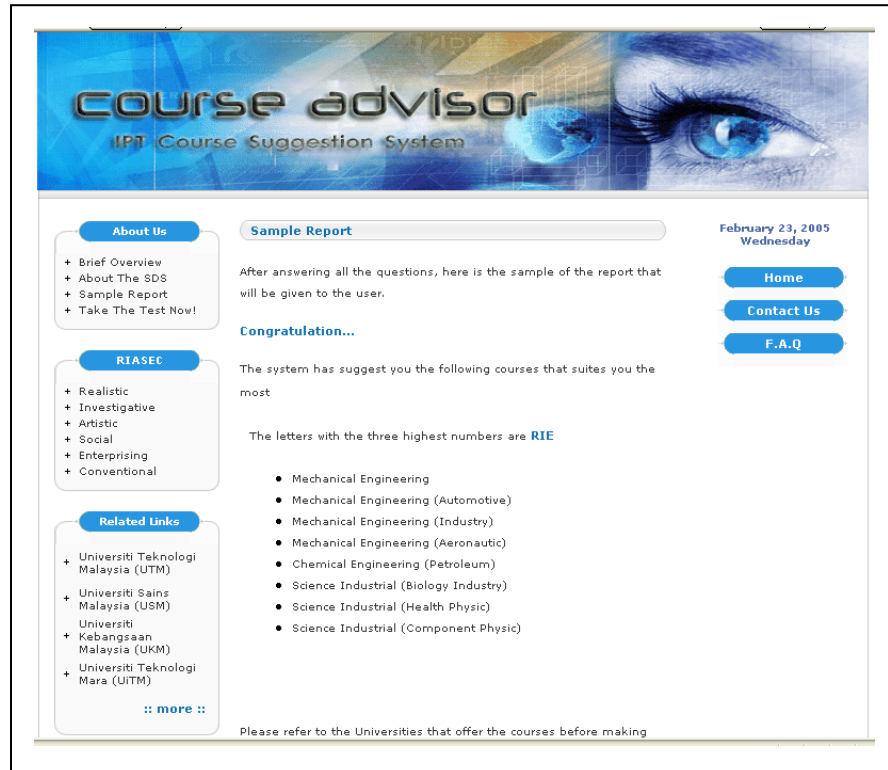 course advisor
IPT Course Suggestion System
About Us
+ Brief Overview
+ About The SDS
+ Sample Report
+ Take The Test Now!
RIASEC
+ Realistic
+ Investigative
+ Artistic
+ Social
+ Enterprising
+ Conventional
Related Links
+ Universiti Teknologi
Malaysia (UTM)
+ Universiti Sains
Malaysia (USM)
Universiti
+ Kebangsaan
Malaysia (UKM)
+ Universiti Teknologi
Mara (UiTM)
:: more ::
Sample Report
After answering all the questions, here is the sample of the report that
will be given to the user.
Congratulation...
The system has suggest you the following courses that suites you the
most
The letters with the three highest numbers are RIE
• Mechanical Engineering
• Mechanical Engineering (Automotive)
• Mechanical Engineering (Industry)
• Mechanical Engineering (Aeronautic)
• Chemical Engineering (Petroleum)
• Science Industrial (Biology Industry)
• Science Industrial (Health Physic)
• Science Industrial (Component Physic)
Please refer to the Universities that offer the courses before making
February 23, 2005
Wednesday
Home
Contact Us
F.A.Q